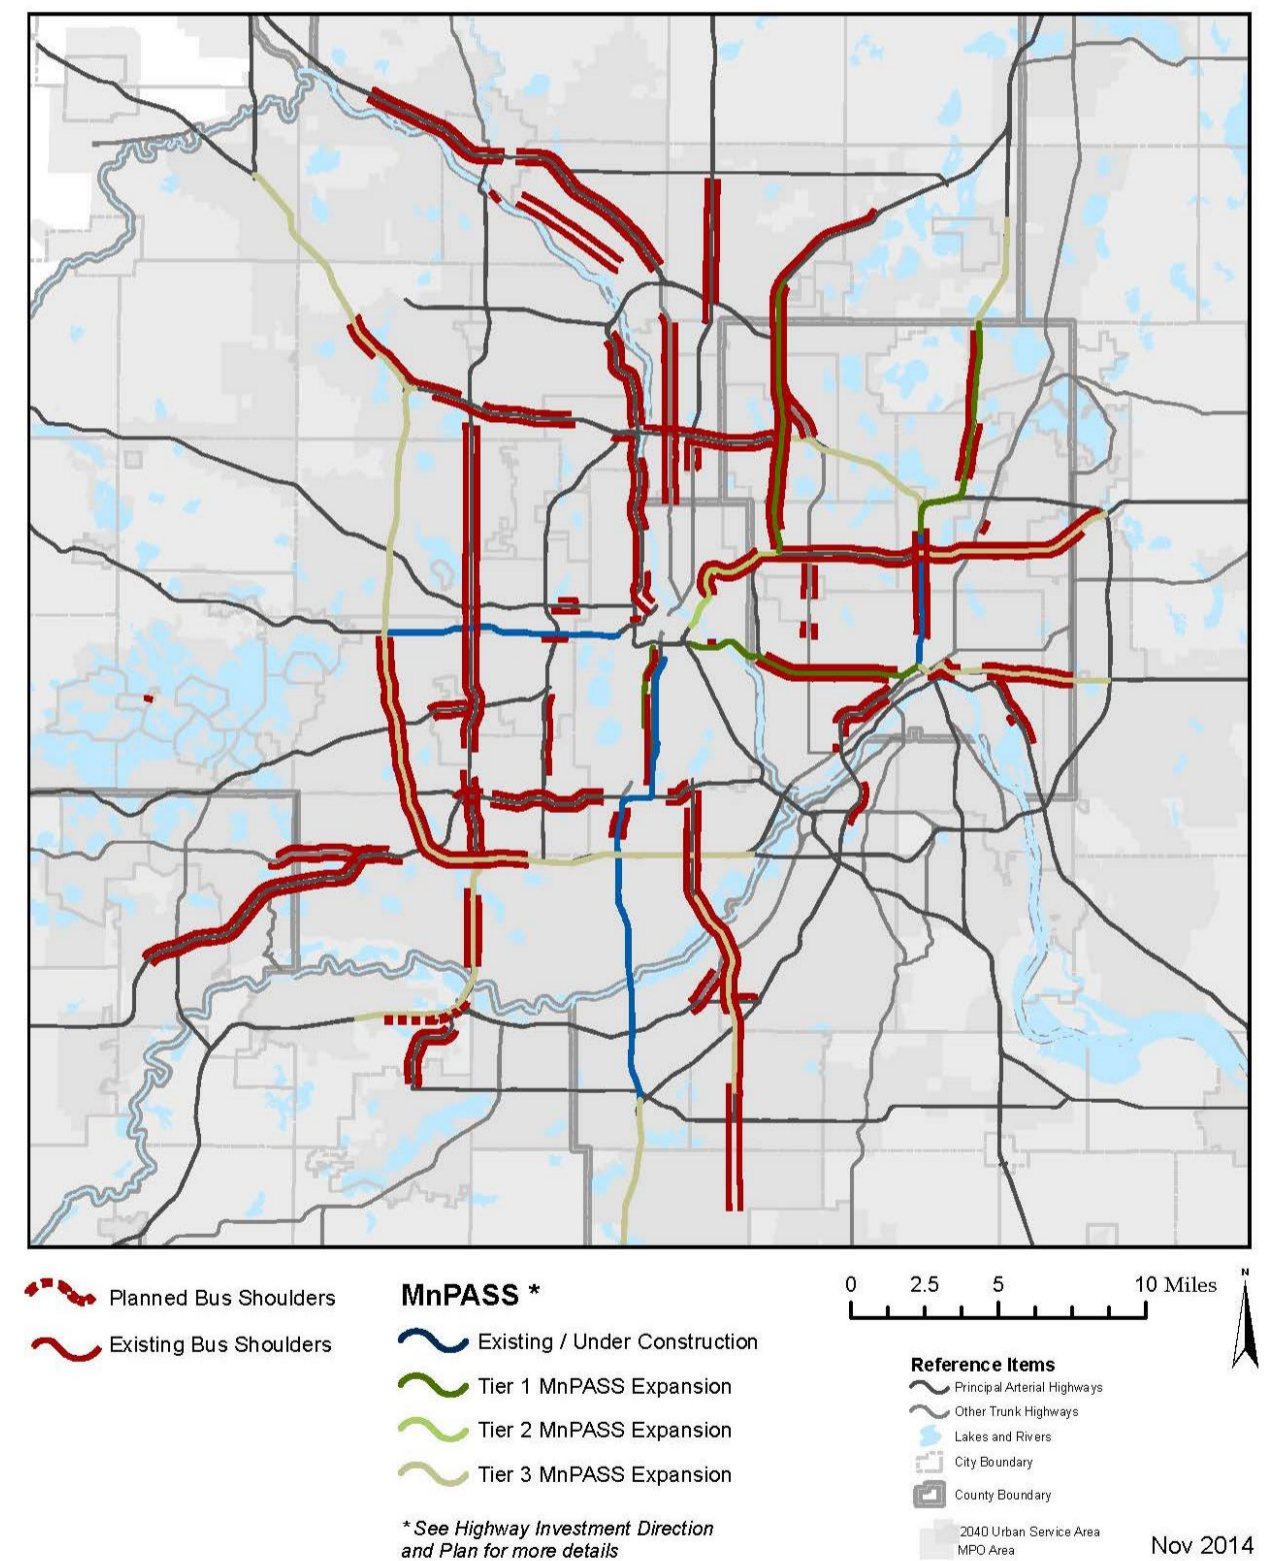 Planned Bus Shoulders
Existing Bus Shoulders
MnPASS *
Existing / Under Construction
Tier 1 MnPASS Expansion
Tier 2 MnPASS Expansion
Tier 3 MnPASS Expansion
* See Highway Investment Direction
and Plan for more details
0 2.5 5 10 Miles
N
Reference Items
Principal Arterial Highways
Other Trunk Highways
Lakes and Rivers
City Boundary
County Boundary
2040 Urban Service Area
MPO Area
Nov 2014